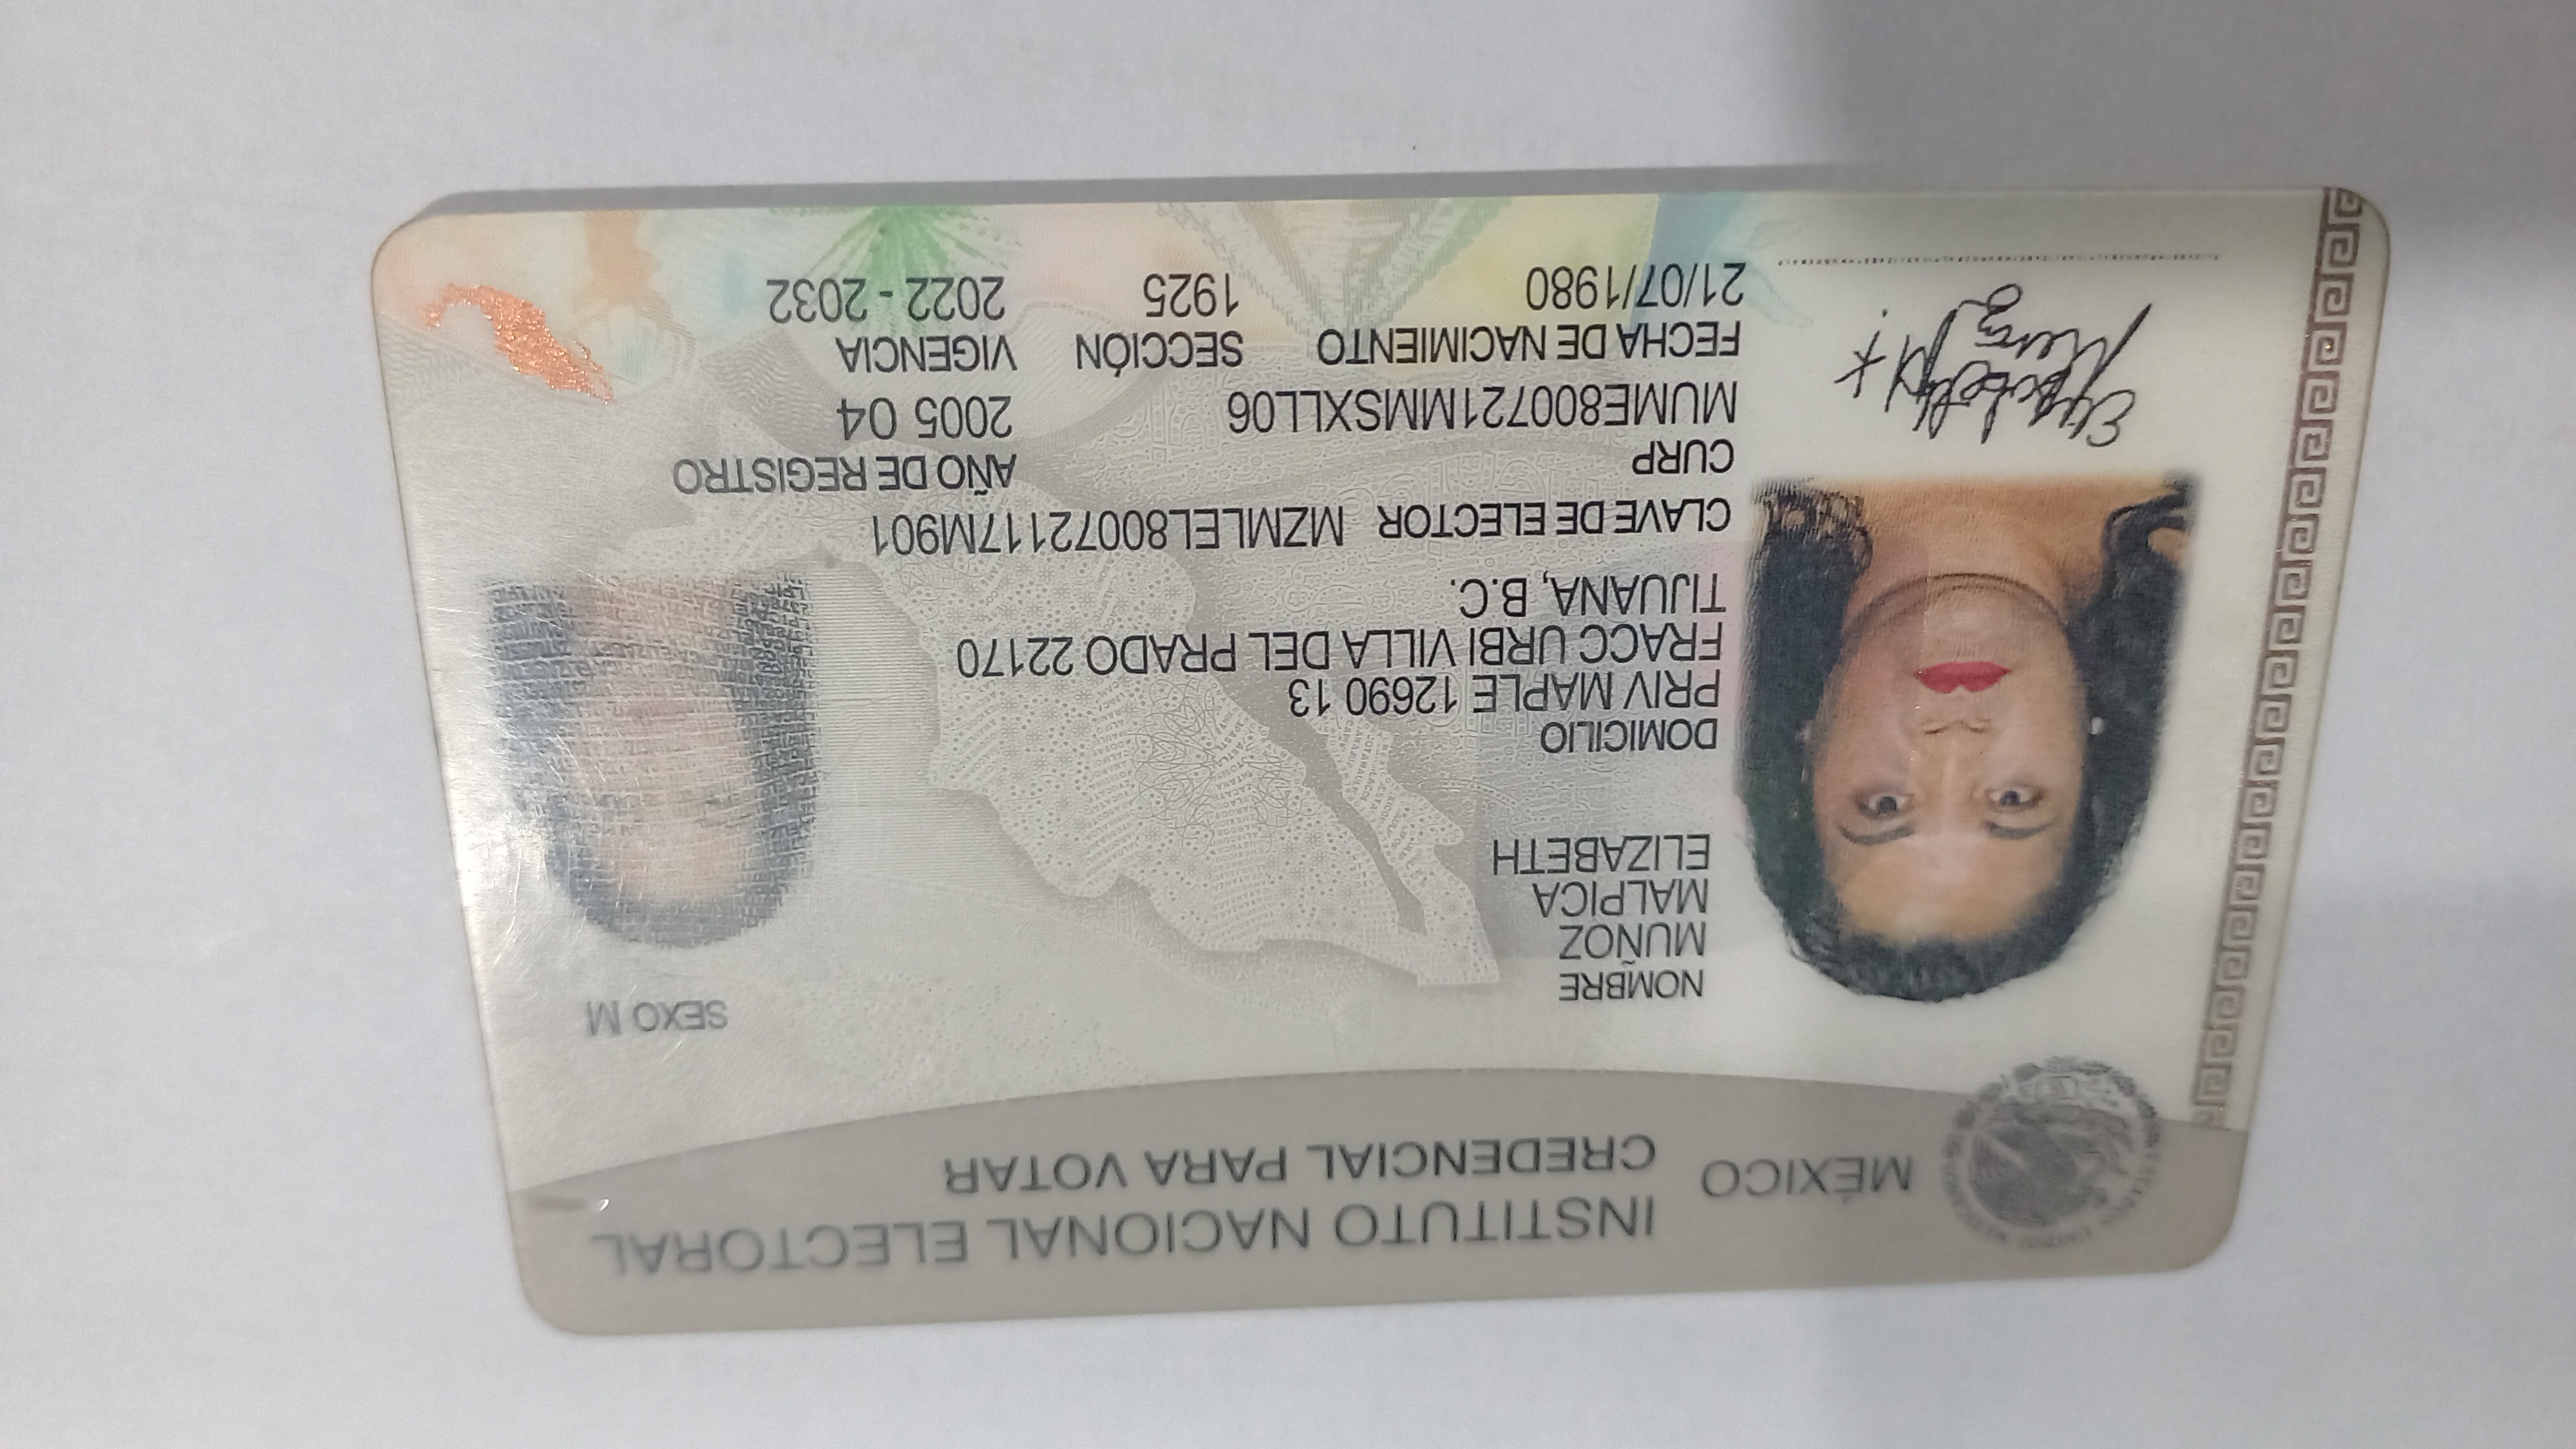 MÉXICO
INSTITUTO NACIONAL ELECTORAL
CREDENCIAL PARA VOTAR
SEXO M
NOMBRE
MUÑOZ
MALPICA
ELIZABETH
DOMICILIO
PRIV MAPLE 12690 13
FRACC URBI VILLA DEL PRADO 22170
TIJUANA, B.C.
CLAVE DE ELECTOR MZMLEL80072117M901
CURP
MUME800721MMSXLL06
AÑO DE REGISTRO
2005 04
FECHA DE NACIMIENTO
21/07/1980
SECCIÓN
1925
VIGENCIA
2022 - 2032